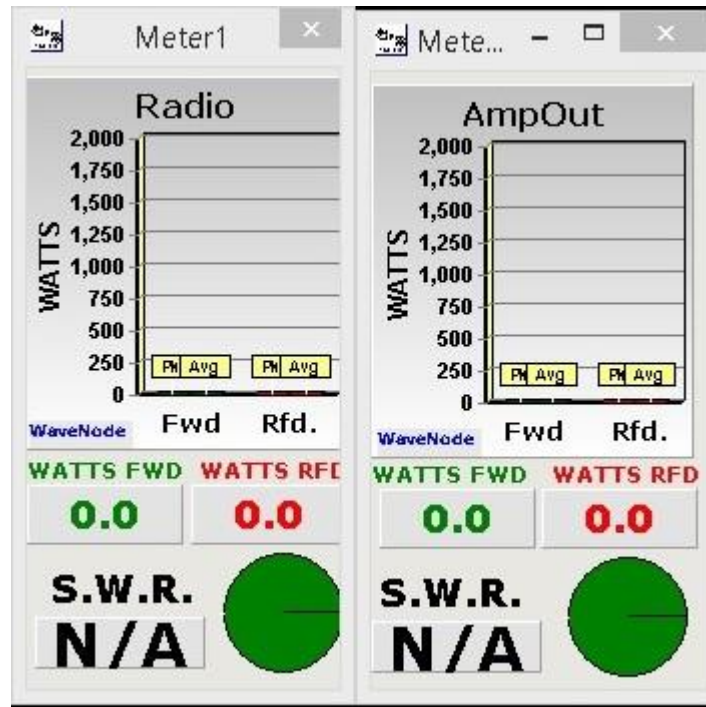 Meter1
Radio
2,000
1,750
1,500
1,250
1,000
750
500
250
0
WATTS
Pk Avg
Avg
Fwd Rfd.
WaveNode
WATTS FWD WATTS RFD
0.0 0.0
S.W.R.
N/A
Mete...
AmpOut
2,000
1,750
1,500
1,250
1,000
750
500
250
0
WATTS
Pk Avg
Pk Avg
Fwd Rfd.
WaveNode
WATTS FWD WATTS RFD
0.0 0.0
S.W.R.
N/A